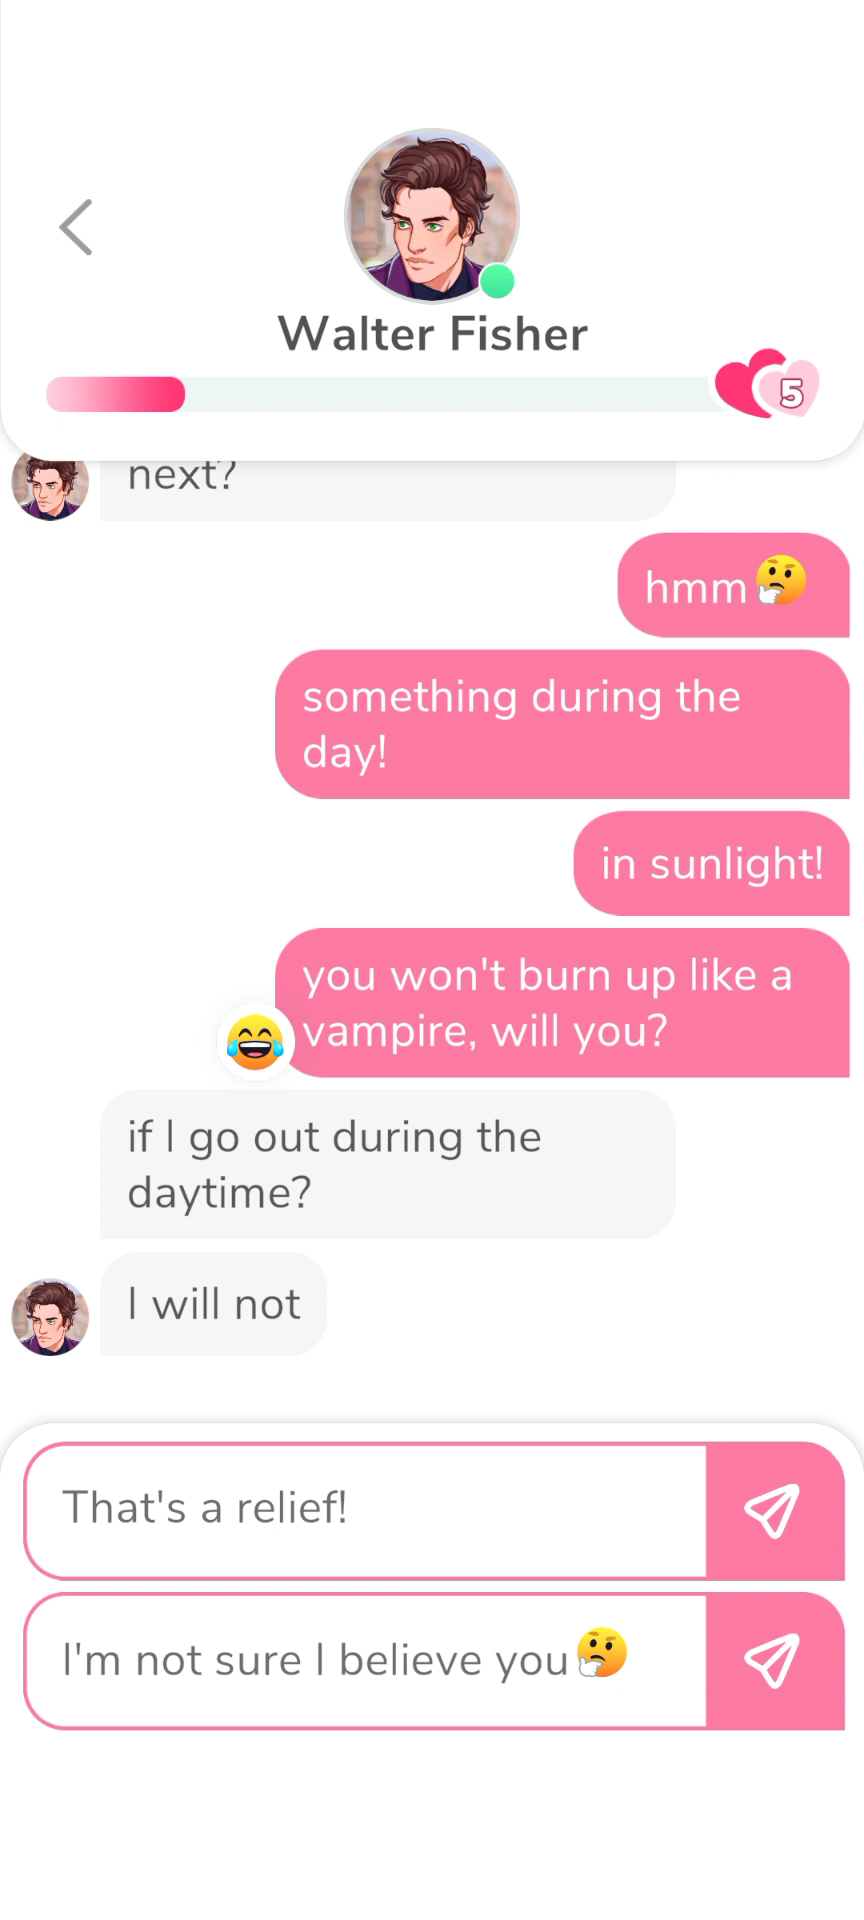 Walter Fisher
5
next?
hmm🤔
something during the
day!
in sunlight!
you won't burn up like a
vampire, will you?
😂
if I go out during the
daytime?
I will not
That's a relief!
I'm not sure I believe you🤔